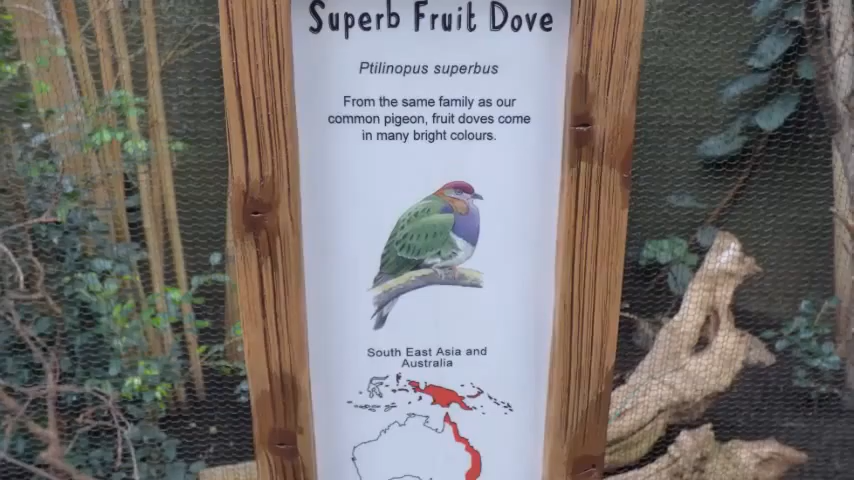 Superb Fruit Dove
Ptilinopus superbus
From the same family as our
common pigeon, fruit doves come
in many bright colours.
South East Asia and
Australia